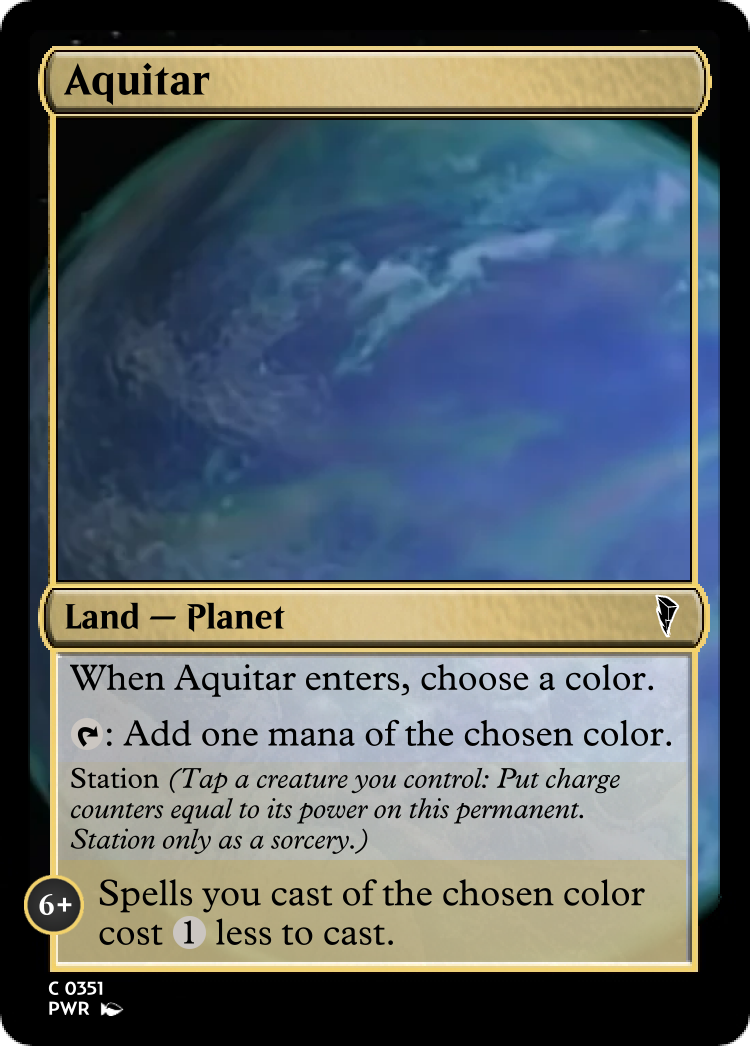 Aquitar
Land — Planet
When Aquitar enters, choose a color.
: Add one mana of the chosen color.
Station (Tap a creature you control: Put charge
counters equal to its power on this permanent.
Station only as a sorcery.)
6+
Spells you cast of the chosen color
cost 1 less to cast.
C 0351
PWR